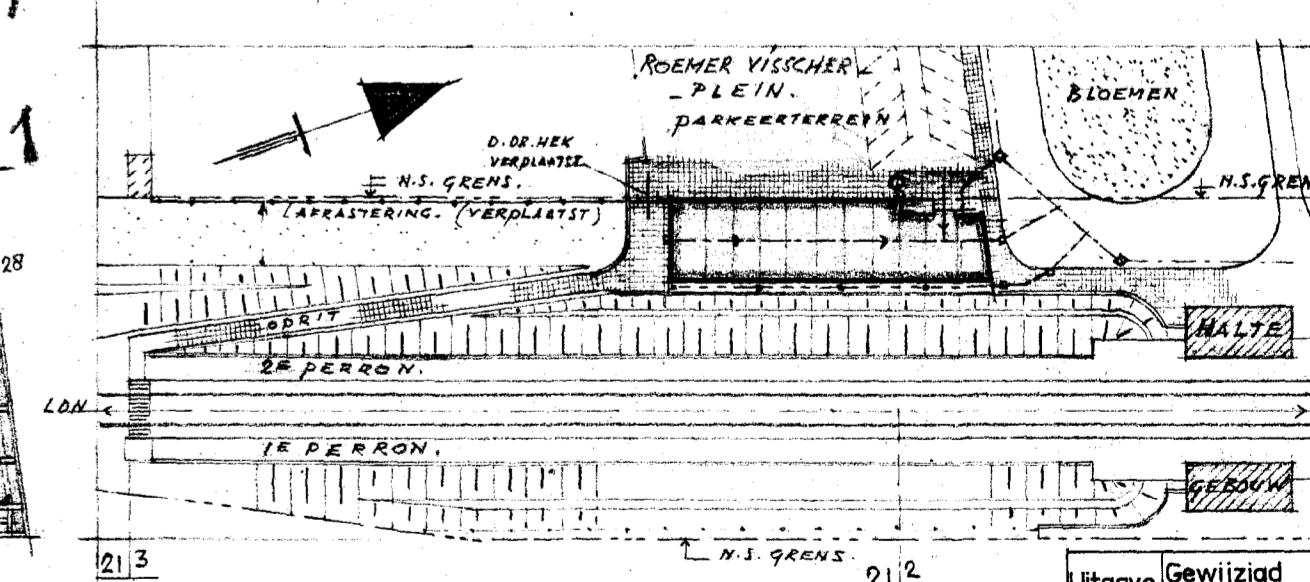 1
ROEMER VISSCHER
_ PLEIN.
PARKEERTERREIN
BLOEMEN
D.DR.HEK
VERPLAATST
N.S. GRENS.
N.S.GREN
AFRASTERING. (VERPLAATST)
28
OPRIT
HALTE
2E PERRON.
LDN
1E PERRON.
GEBOUW
N.S. GRENS.
21 3
21 2
Uitgave
Gewijzigd